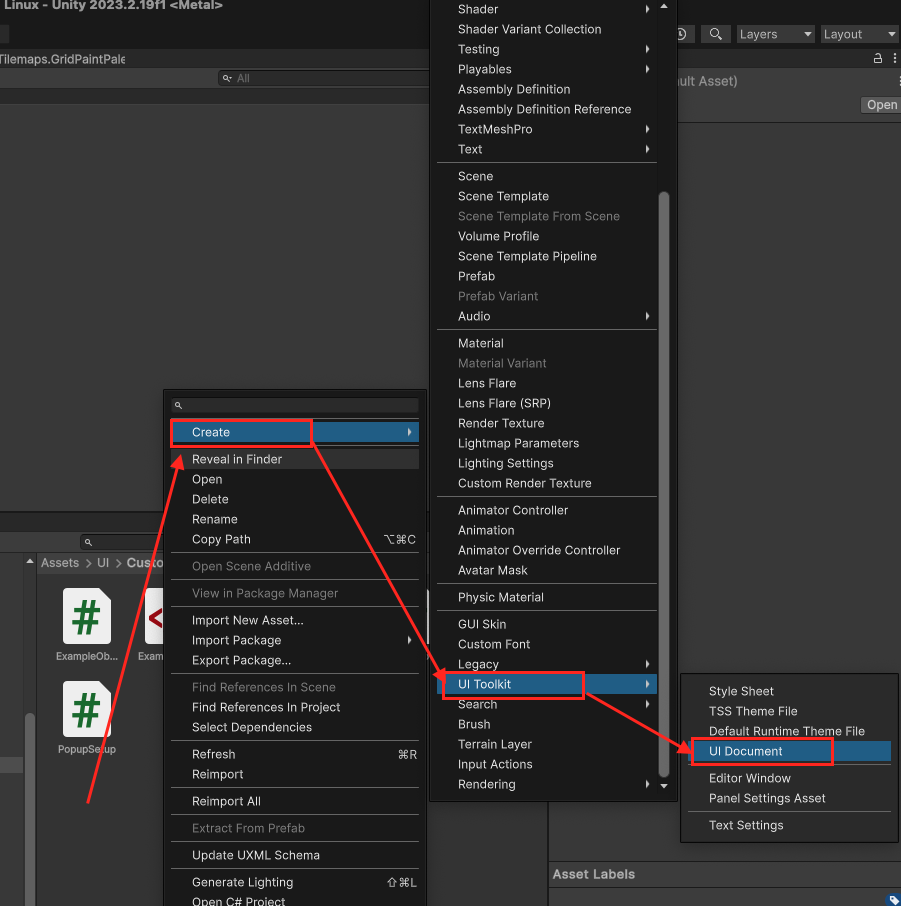 Linux - Unity 2023.2.19f1 <Metal>
Layers
Layout
Tilemaps.GridPaintPale
All
ult Asset)
Open
Shader
Shader Variant Collection
Testing
Playables
Assembly Definition
Assembly Definition Reference
TextMeshPro
Text
Scene
Scene Template
Scene Template From Scene
Volume Profile
Scene Template Pipeline
Prefab
Prefab Variant
Audio
Material
Material Variant
Lens Flare
Lens Flare (SRP)
Render Texture
Lightmap Parameters
Lighting Settings
Custom Render Texture
Animator Controller
Animation
Animator Override Controller
Avatar Mask
Physic Material
GUI Skin
Custom Font
Legacy
UI Toolkit
Search
Brush
Terrain Layer
Input Actions
Rendering
Create
Reveal in Finder
Open
Delete
Rename
Copy Path ⌥⌘C
Open Scene Additive
View in Package Manager
Import New Asset...
Import Package
Export Package...
Find References In Scene
Find References In Project
Select Dependencies
Refresh ⌘R
Reimport
Reimport All
Extract From Prefab
Update UXML Schema
Generate Lighting ⇧⌘L
Open C# Project
Assets > UI > Custo
#
<
ExampleOb...
Exam
#
PopupSetup
Style Sheet
TSS Theme File
Default Runtime Theme File
UI Document
Editor Window
Panel Settings Asset
Text Settings
Asset Labels